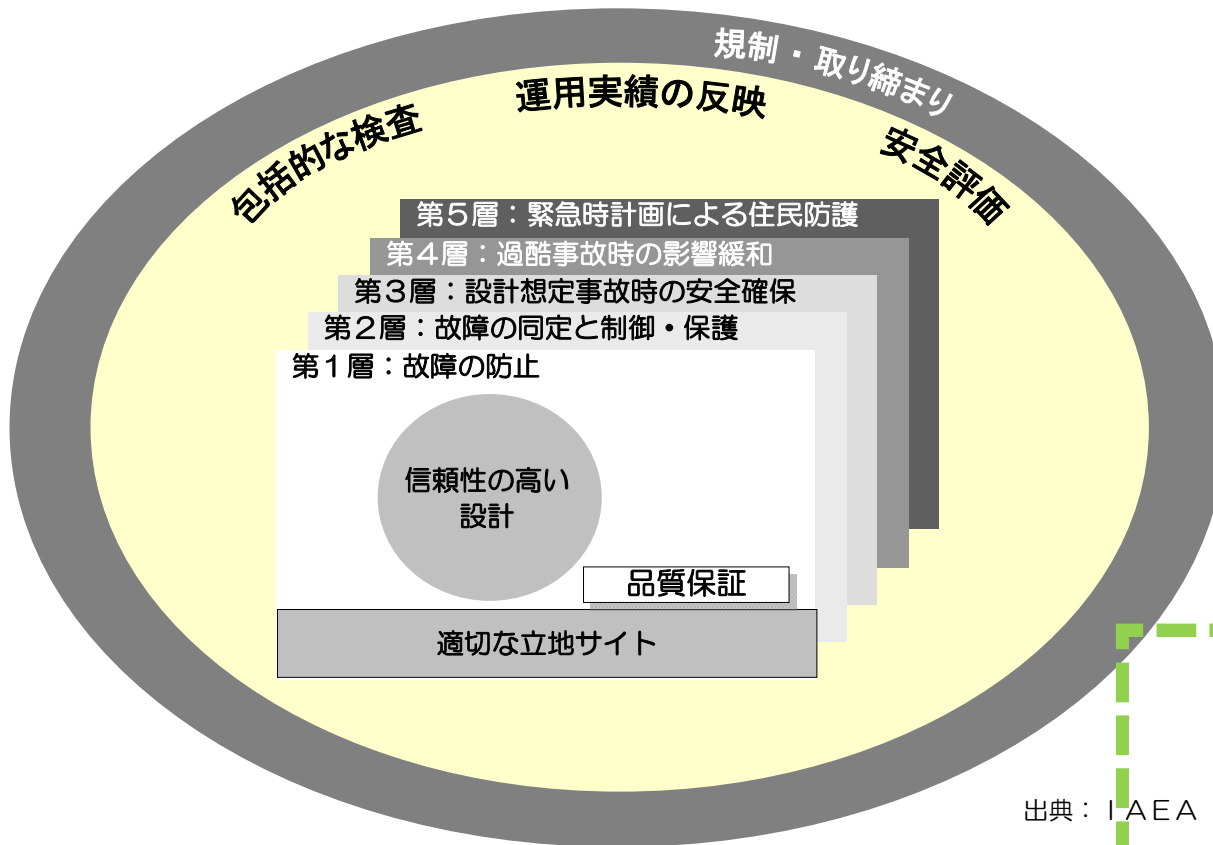 規制・取り締まり
運用実績の反映
包括的な検査
安全評価
第５層：緊急時計画による住民防護
第４層：過酷事故時の影響緩和
第３層：設計想定事故時の安全確保
第２層：故障の同定と制御・保護
第１層：故障の防止
信頼性の高い
設計
品質保証
適切な立地サイト
出典：ＩＡＥＡ